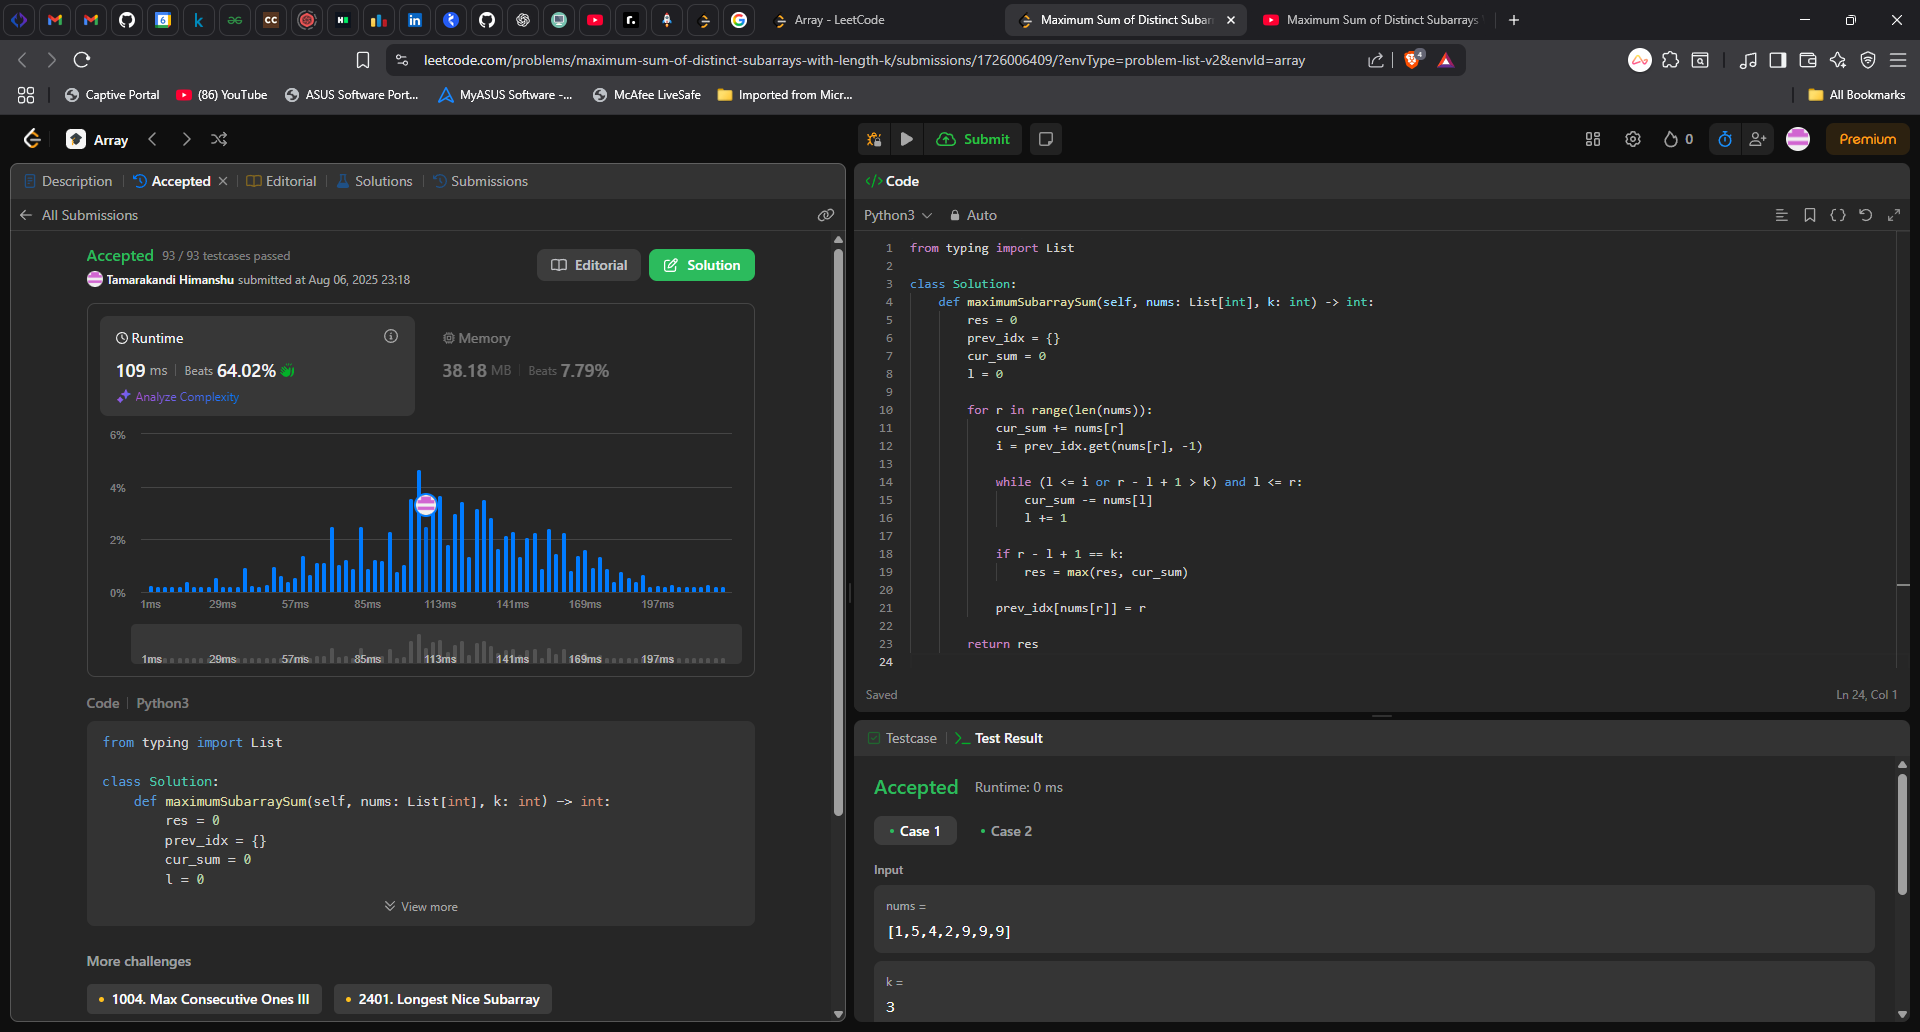 Array - LeetCode
Maximum Sum of Distinct Subarr
Maximum Sum of Distinct Subarrays
leetcode.com/problems/maximum-sum-of-distinct-subarrays-with-length-k/submissions/1726006409/?envType=problem-list-v2&envId=array
4
Captive Portal
(86) YouTube
ASUS Software Port...
MyASUS Software -...
McAfee LiveSafe
Imported from Micr...
All Bookmarks
Array
Submit
0
Premium
Description
Accepted
Editorial
Solutions
Submissions
All Submissions
Accepted 93 / 93 testcases passed
Tamarakandi Himanshu submitted at Aug 06, 2025 23:18
Editorial
Solution
Runtime
109 ms | Beats 64.02%
Analyze Complexity
Memory
38.18 MB | Beats 7.79%
6%
4%
2%
0%
1ms 29ms 57ms 85ms 113ms 141ms 169ms 197ms
1ms 29ms 57ms 85ms 113ms 141ms 169ms 197ms
Code | Python3
from typing import List
class Solution:
def maximumSubarraySum(self, nums: List[int], k: int) -> int:
res = 0
prev_idx = {}
cur_sum = 0
l = 0
View more
More challenges
1004. Max Consecutive Ones III
2401. Longest Nice Subarray
</> Code
Python3
Auto
1 from typing import List
2
3 class Solution:
4 def maximumSubarraySum(self, nums: List[int], k: int) -> int:
5 res = 0
6 prev_idx = {}
7 cur_sum = 0
8 l = 0
9
10 for r in range(len(nums)):
11 cur_sum += nums[r]
12 i = prev_idx.get(nums[r], -1)
13
14 while (l <= i or r - l + 1 > k) and l <= r:
15 cur_sum -= nums[l]
16 l += 1
17
18 if r - l + 1 == k:
19 res = max(res, cur_sum)
20
21 prev_idx[nums[r]] = r
22
23 return res
24
Saved
Ln 24, Col 1
Testcase
Test Result
Accepted Runtime: 0 ms
Case 1
Case 2
Input
nums =
[1,5,4,2,9,9,9]
k =
3